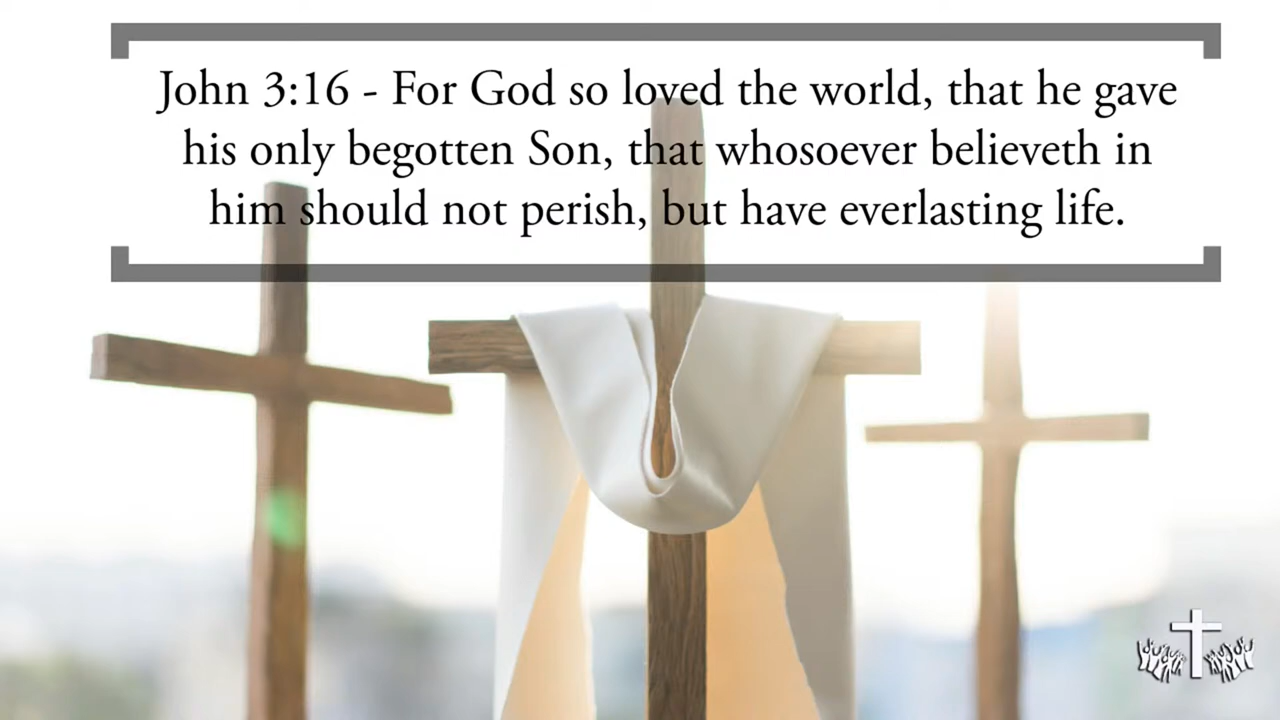 John 3:16 - For God so loved the world, that he gave
his only begotten Son, that whosoever believeth in
him should not perish, but have everlasting life.